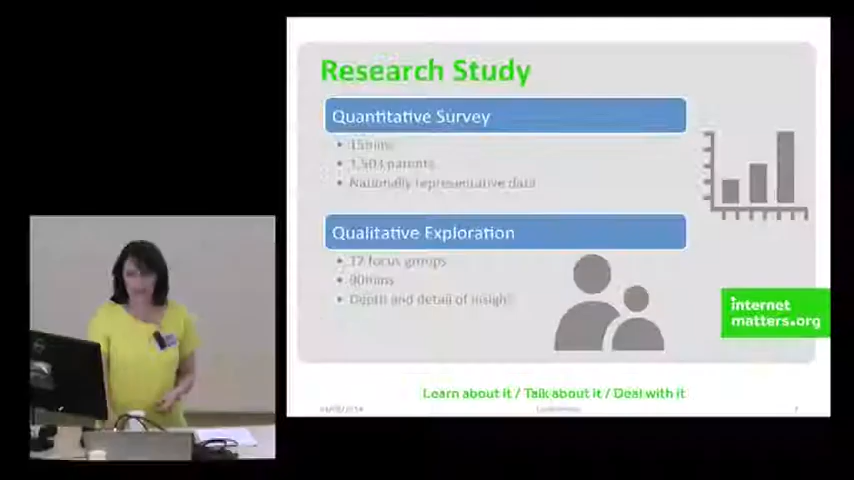 Research Study
Quantitative Survey
• 15mins
• 1,503 parents
• Nationally representative data
Qualitative Exploration
• 12 focus groups
• 90mins
• Depth and detail of insight
internet
matters.org
Learn about it / Talk about it / Deal with it